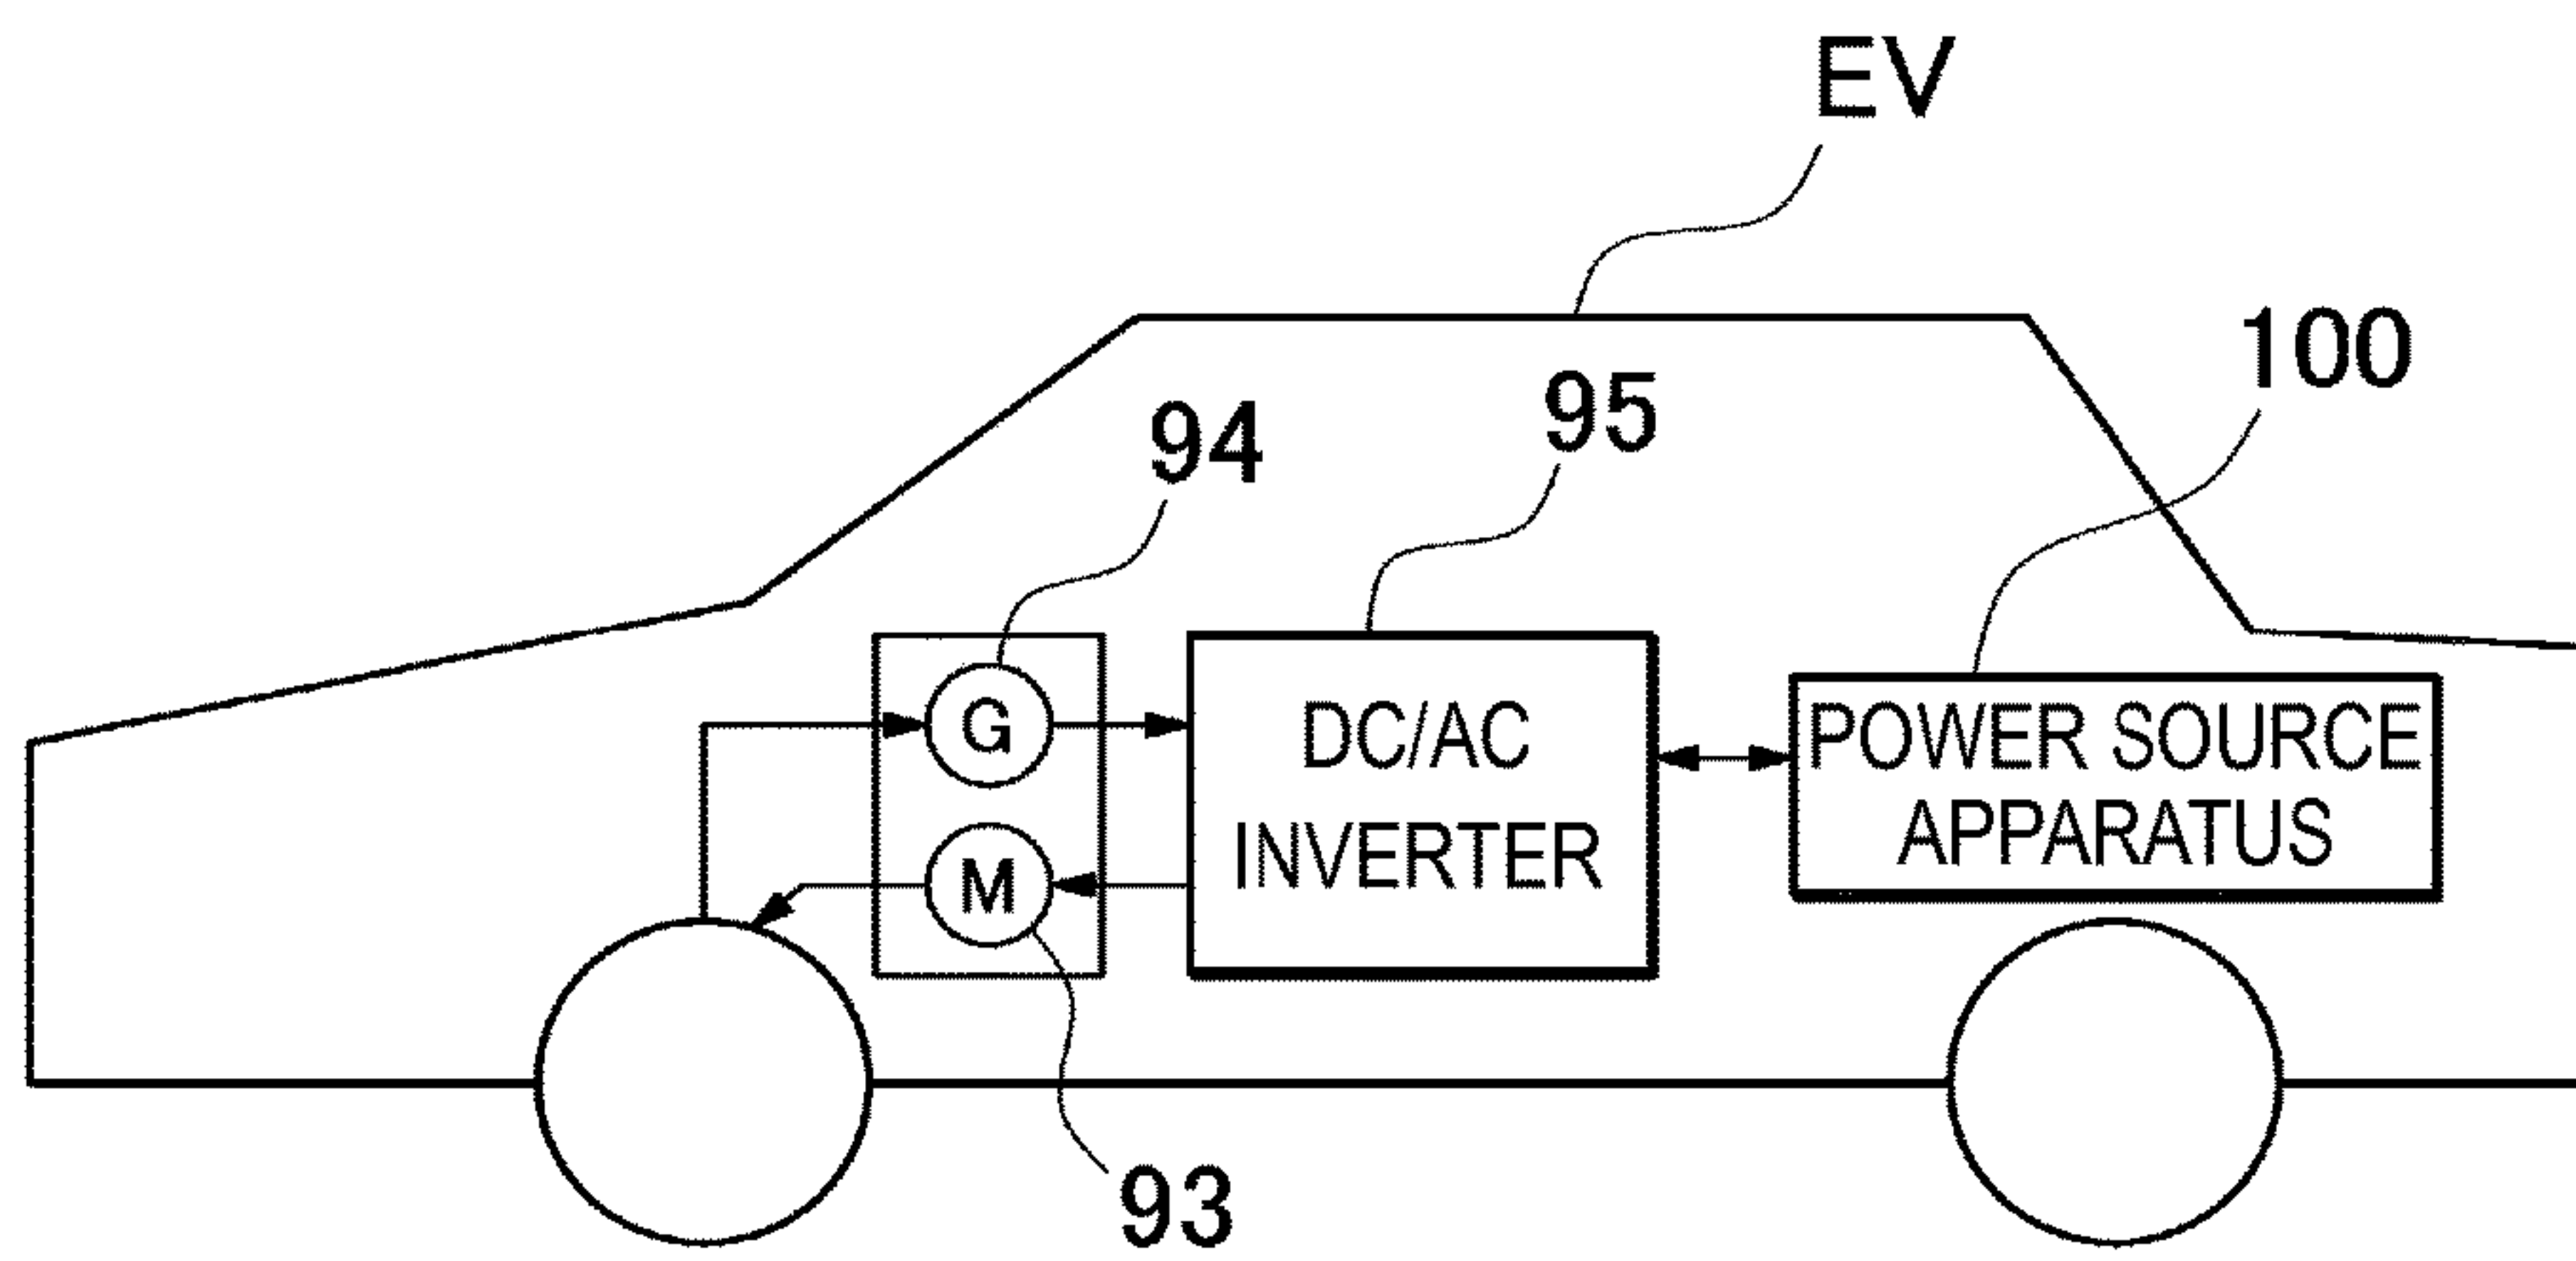 EV
100
95
94
G
DC/AC
INVERTER
POWER SOURCE
APPARATUS
M
93